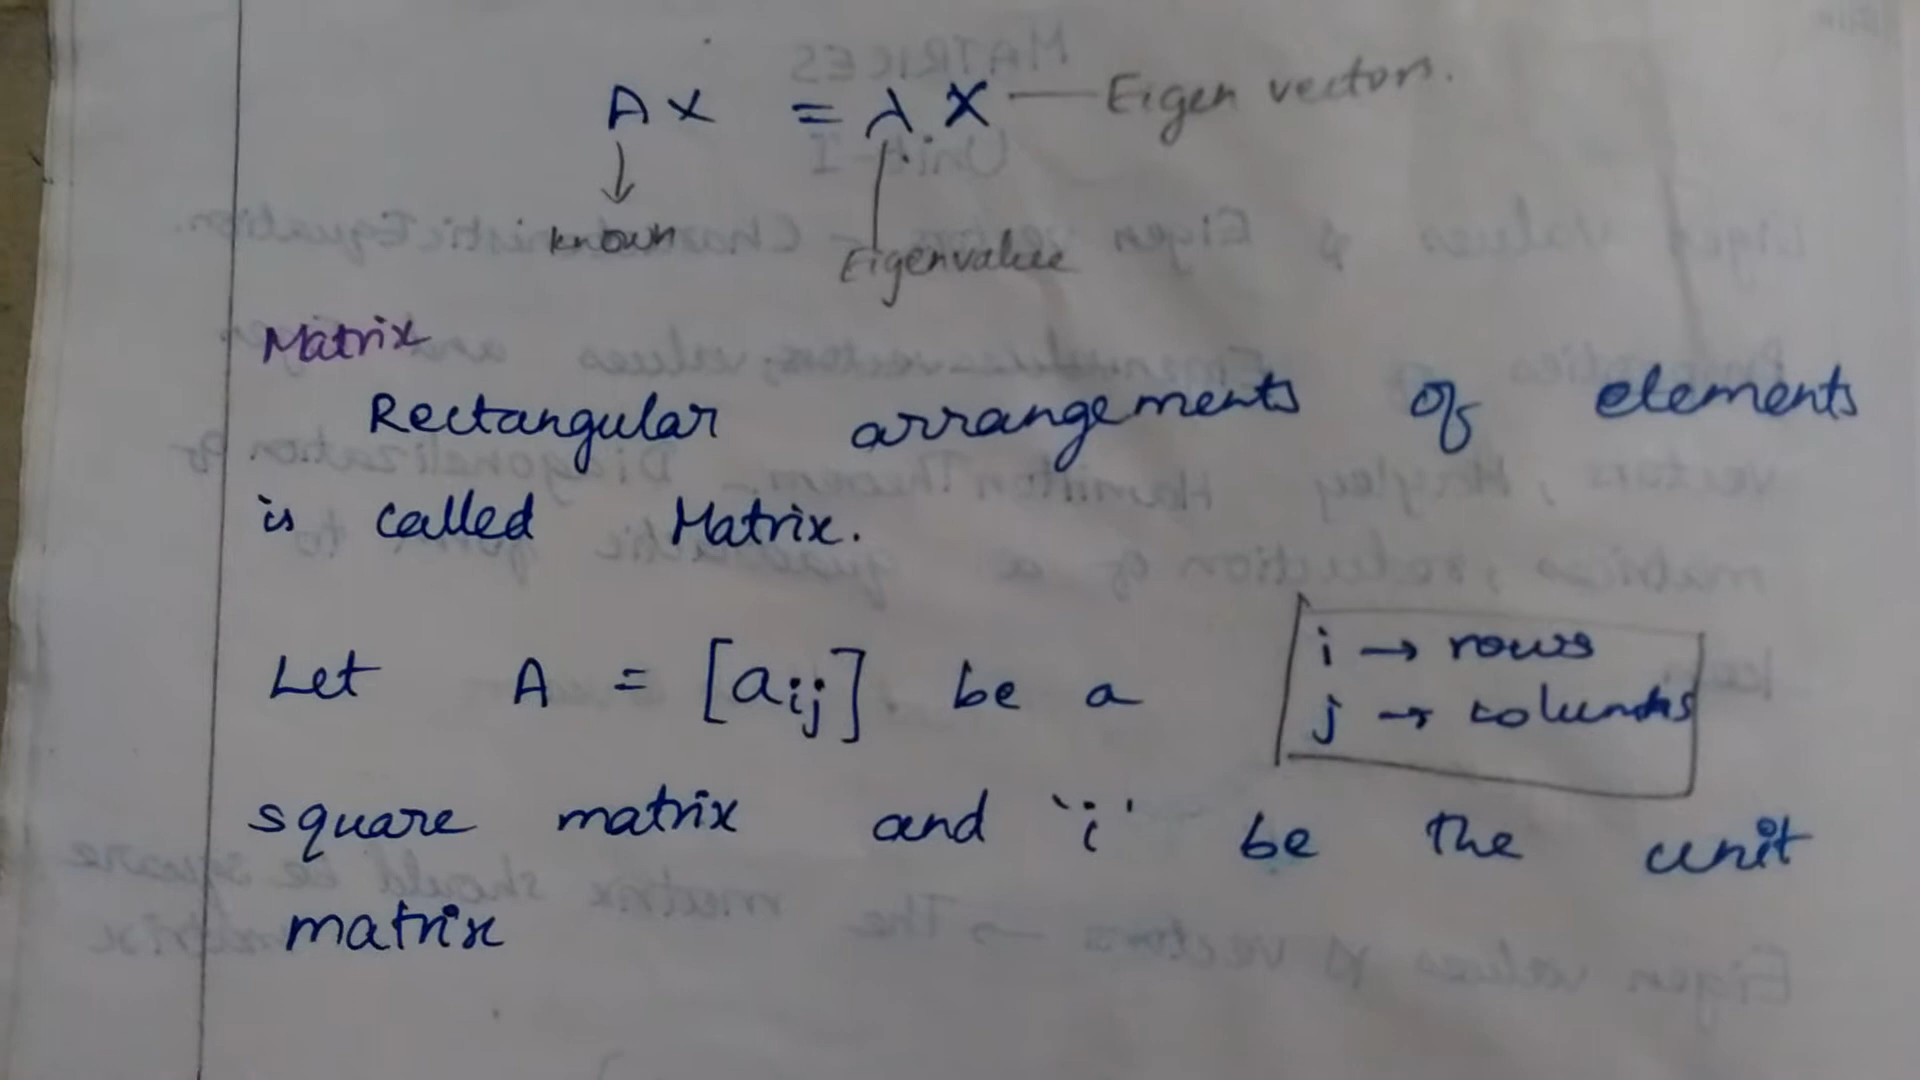 AX = λ X — Eigen vectors.
↓
known
Eigenvalue
Matrix
Rectangular arrangements of elements
is called Matrix.
Let A = [aij] be a
i → rows
j → columns
square matrix and 'i' be the unit
matrix